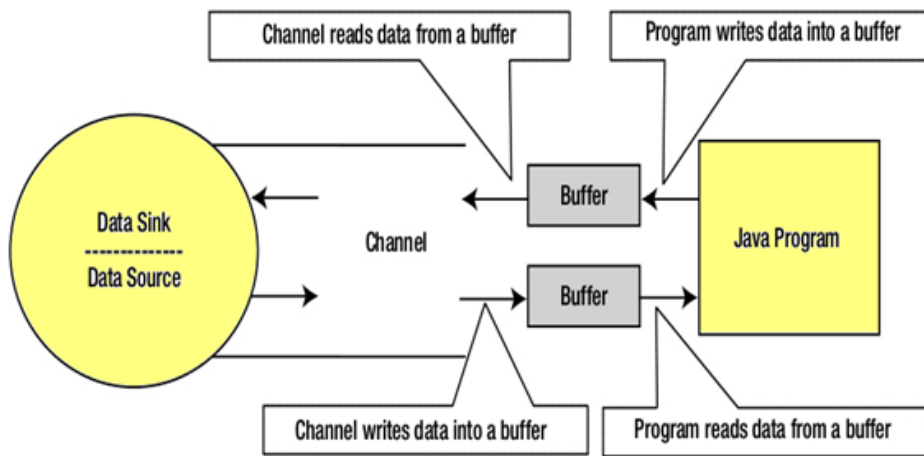 Channel reads data from a buffer
Program writes data into a buffer
Data Sink
--------------
Data Source
Channel
Buffer
Buffer
Java Program
Channel writes data into a buffer
Program reads data from a buffer